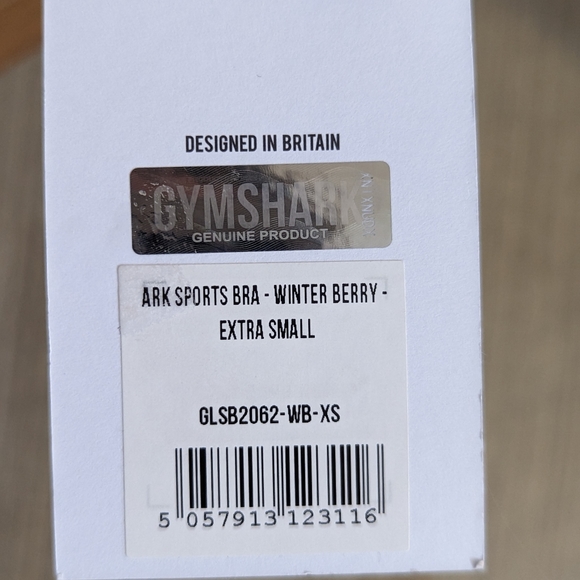 DESIGNED IN BRITAIN
GYMSHARK
GENUINE PRODUCT
ARK SPORTS BRA - WINTER BERRY -
EXTRA SMALL
GLSB2062-WB-XS
5 057913 123116